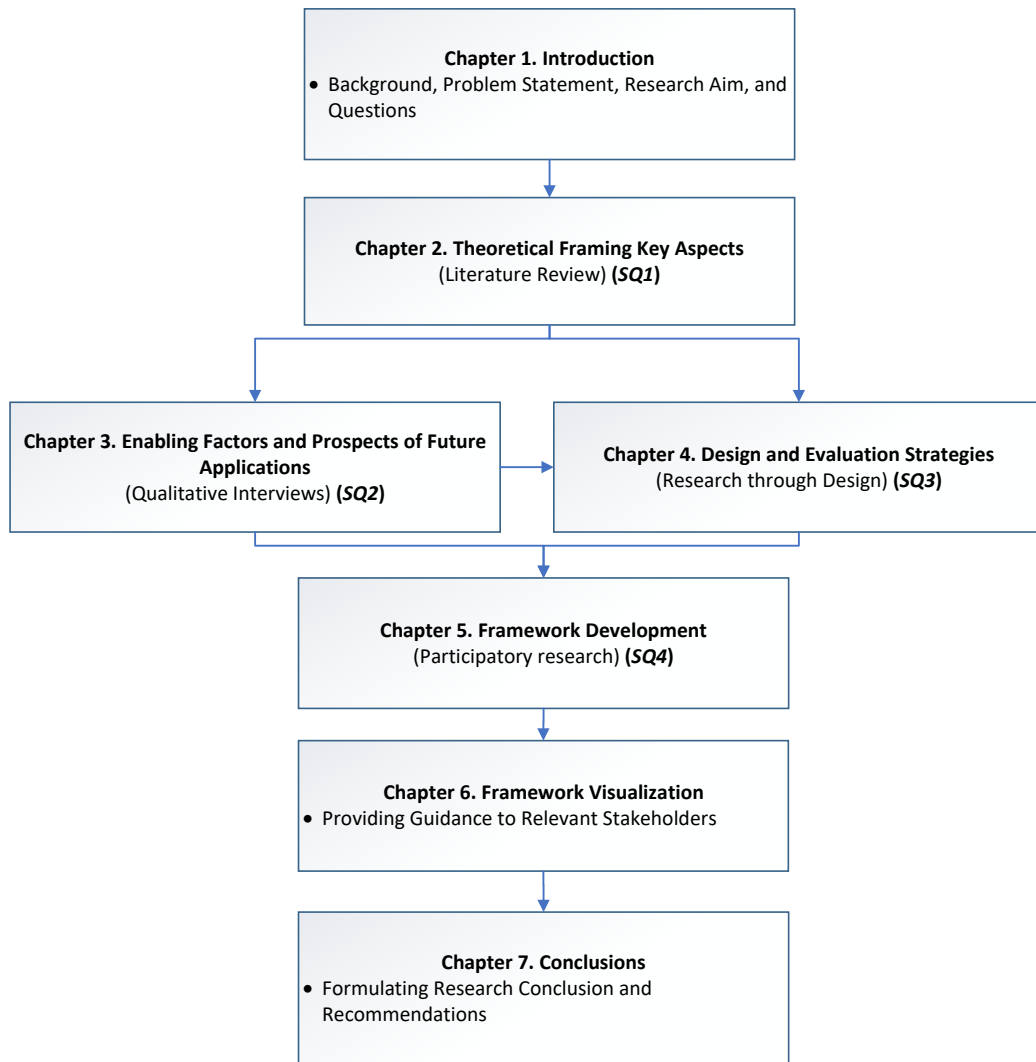 Chapter 1. Introduction
• Background, Problem Statement, Research Aim, and
Questions
Chapter 2. Theoretical Framing Key Aspects
(Literature Review) (SQ1)
Chapter 3. Enabling Factors and Prospects of Future
Applications
(Qualitative Interviews) (SQ2)
Chapter 4. Design and Evaluation Strategies
(Research through Design) (SQ3)
Chapter 5. Framework Development
(Participatory research) (SQ4)
Chapter 6. Framework Visualization
• Providing Guidance to Relevant Stakeholders
Chapter 7. Conclusions
• Formulating Research Conclusion and
Recommendations